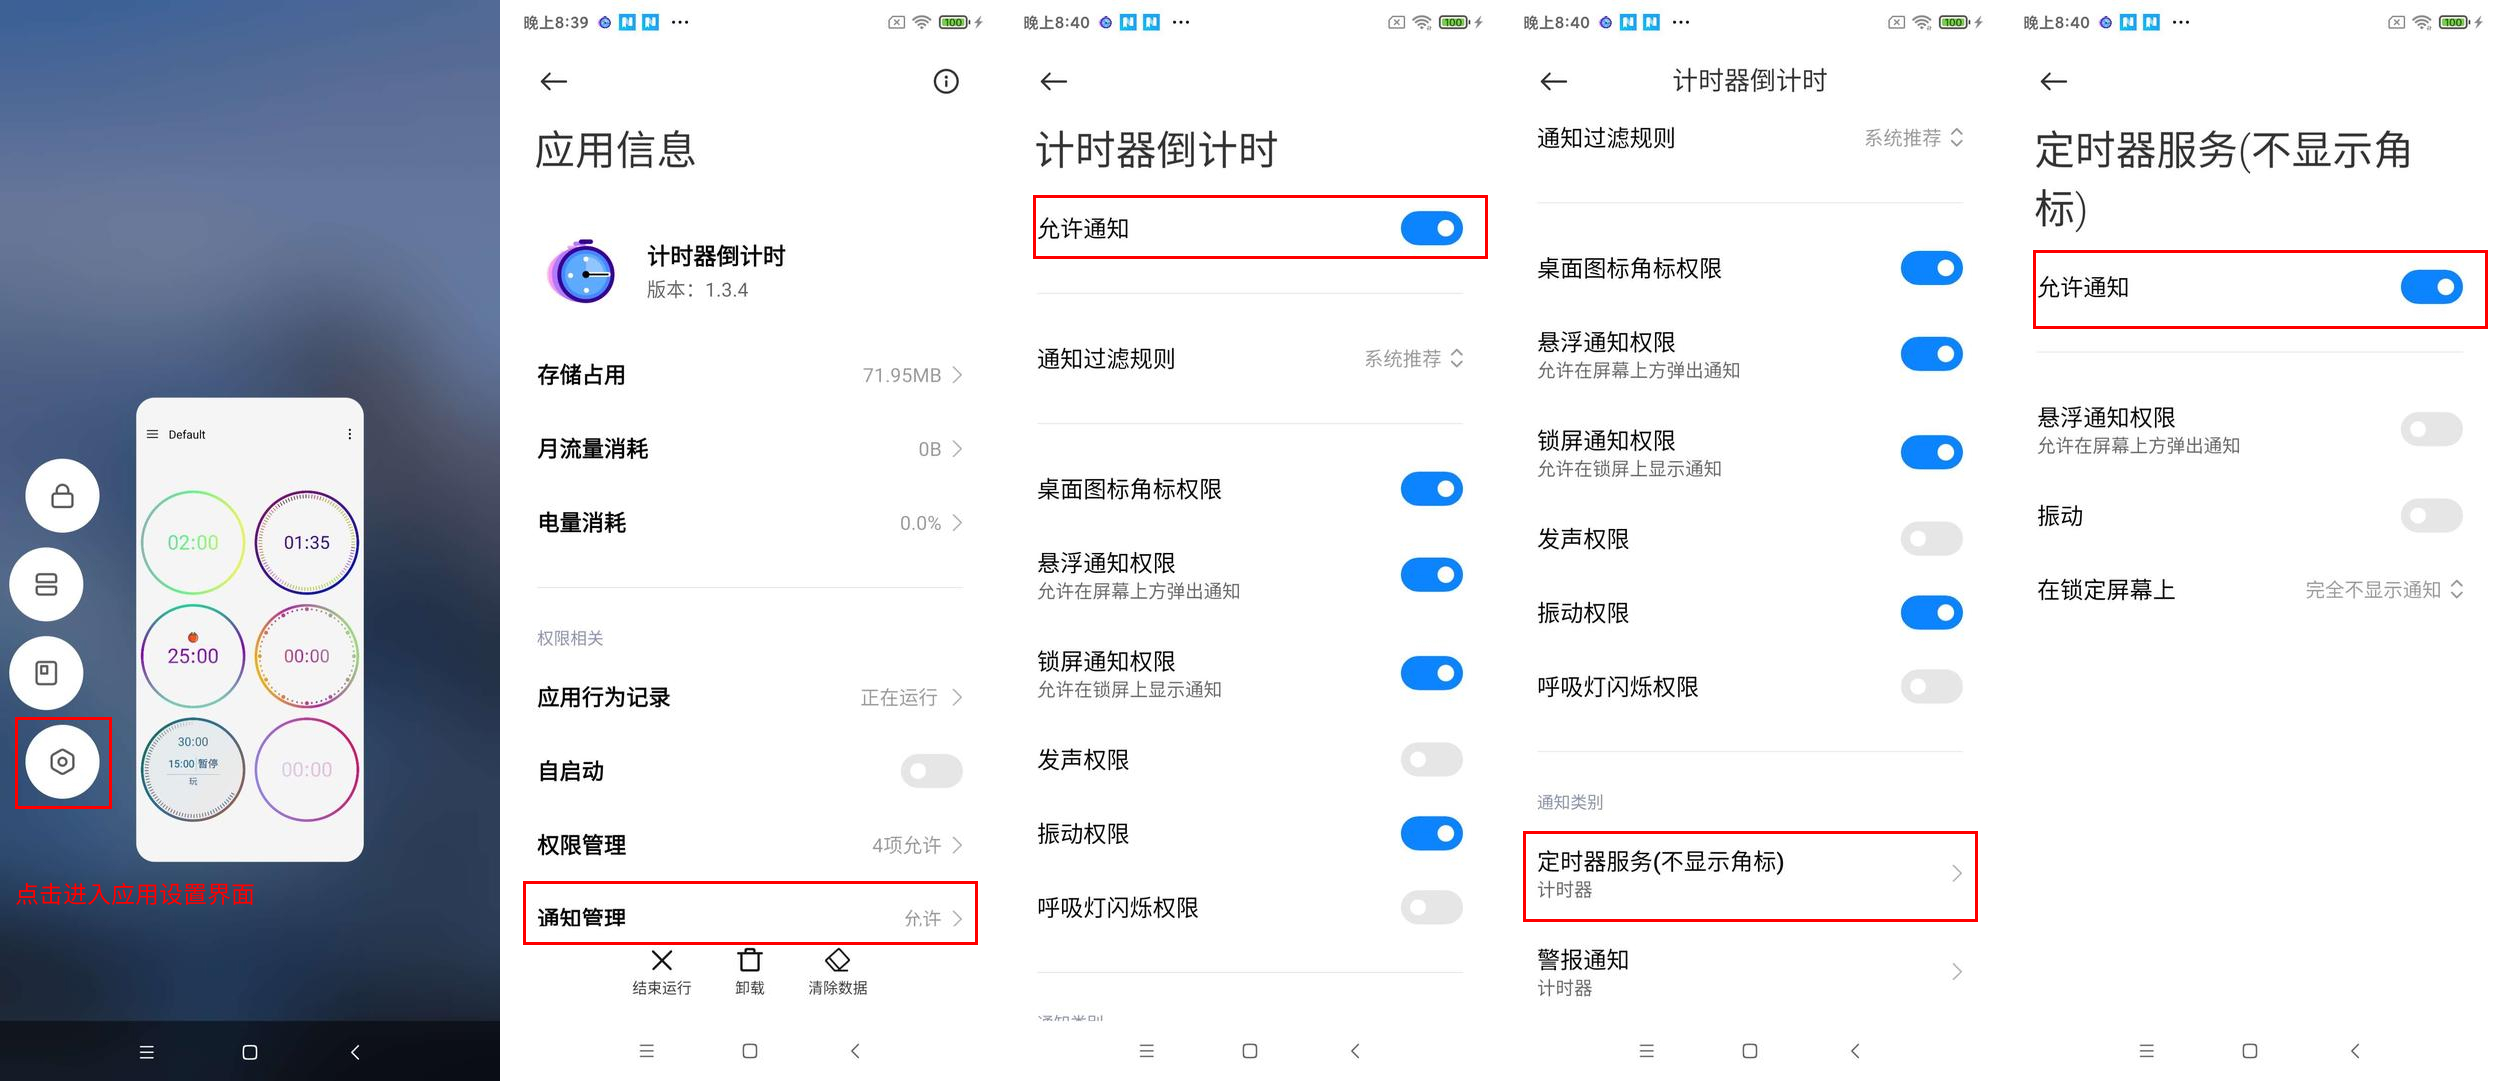 Default
02:00
01:35
25:00
00:00
30:00
15:00 暂停
玩
00:00
点击进入应用设置界面
晚上8:39
100
应用信息
计时器倒计时
版本：1.3.4
存储占用
71.95MB
月流量消耗
0B
电量消耗
0.0%
权限相关
应用行为记录
正在运行
自启动
权限管理
4项允许
通知管理
允许
结束运行
卸载
清除数据
晚上8:40
100
计时器倒计时
允许通知
通知过滤规则
系统推荐
桌面图标角标权限
悬浮通知权限
允许在屏幕上方弹出通知
锁屏通知权限
允许在锁屏上显示通知
发声权限
振动权限
呼吸灯闪烁权限
通知类别
晚上8:40
100
计时器倒计时
通知过滤规则
系统推荐
桌面图标角标权限
悬浮通知权限
允许在屏幕上方弹出通知
锁屏通知权限
允许在锁屏上显示通知
发声权限
振动权限
呼吸灯闪烁权限
通知类别
定时器服务(不显示角标)
计时器
警报通知
计时器
晚上8:40
100
定时器服务(不显示角
标)
允许通知
悬浮通知权限
允许在屏幕上方弹出通知
振动
在锁定屏幕上
完全不显示通知